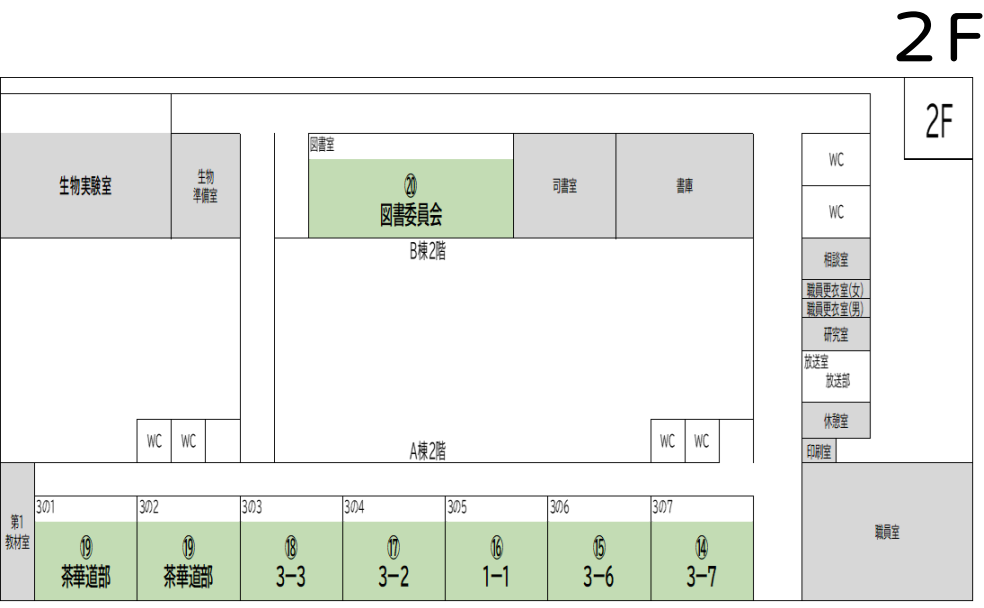 2F
2F
生物実験室
生物
準備室
図書室
⑳
図書委員会
司書室
書庫
WC
WC
B棟2階
相談室
職員更衣室(女)
職員更衣室(男)
研究室
放送室
放送部
休憩室
印刷室
WC
WC
A棟2階
WC
WC
第1
教材室
3の1
⑲
茶華道部
3の2
⑲
茶華道部
3の3
⑱
3ー3
3の4
⑰
3ー2
3の5
⑯
1ー1
3の6
⑮
3ー6
3の7
⑭
3ー7
職員室